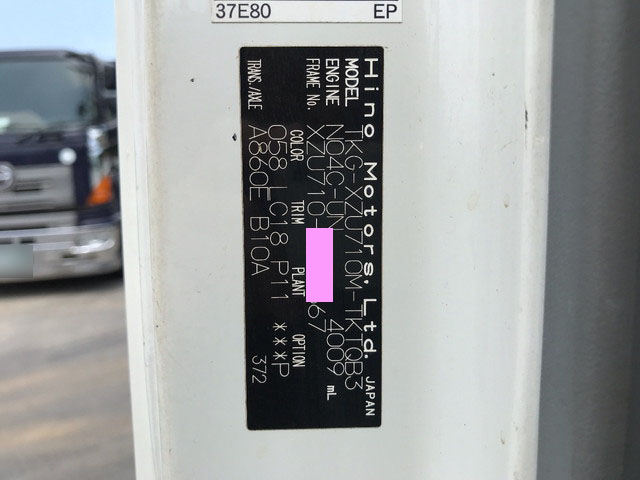 37E80 EP
Hino Motors, Ltd. JAPAN
MODEL TKG-XZU710M-TKTQB3
ENGINE N04C-UN 4009 mL
FRAME No. XZU710- 67
COLOR TRIM PLANT OPTION
058 LC18 P11 ***P
TRANS./AXLE A860E B10A 372